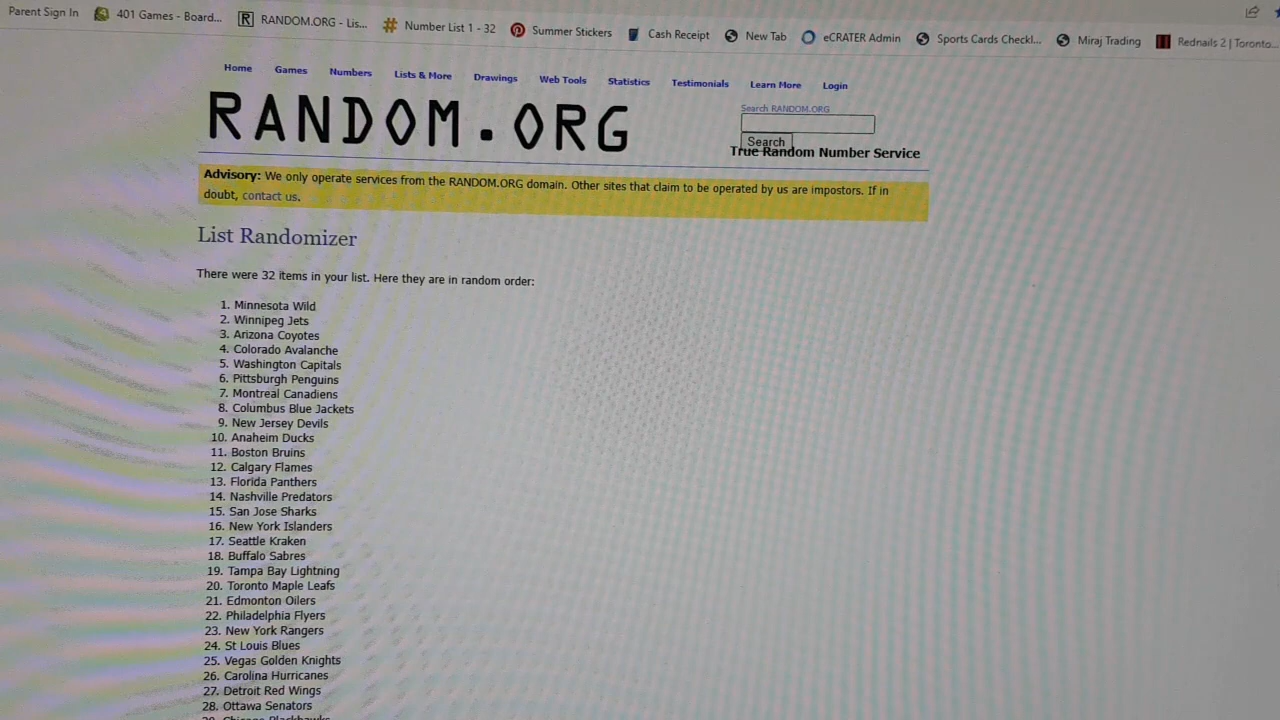 Parent Sign In 401 Games - Board... RANDOM.ORG - Lis... Number List 1 - 32 Summer Stickers Cash Receipt New Tab eCRATER Admin Sports Cards Checkl... Miraj Trading Rednails 2 | Toronto...
Home Games Numbers Lists & More Drawings Web Tools Statistics Testimonials Learn More Login
RANDOM.ORG
Search RANDOM.ORG
Search
True Random Number Service
Advisory: We only operate services from the RANDOM.ORG domain. Other sites that claim to be operated by us are impostors. If in
doubt, contact us.
List Randomizer
There were 32 items in your list. Here they are in random order:
1. Minnesota Wild
2. Winnipeg Jets
3. Arizona Coyotes
4. Colorado Avalanche
5. Washington Capitals
6. Pittsburgh Penguins
7. Montreal Canadiens
8. Columbus Blue Jackets
9. New Jersey Devils
10. Anaheim Ducks
11. Boston Bruins
12. Calgary Flames
13. Florida Panthers
14. Nashville Predators
15. San Jose Sharks
16. New York Islanders
17. Seattle Kraken
18. Buffalo Sabres
19. Tampa Bay Lightning
20. Toronto Maple Leafs
21. Edmonton Oilers
22. Philadelphia Flyers
23. New York Rangers
24. St Louis Blues
25. Vegas Golden Knights
26. Carolina Hurricanes
27. Detroit Red Wings
28. Ottawa Senators
29. Chicago Blackhawks